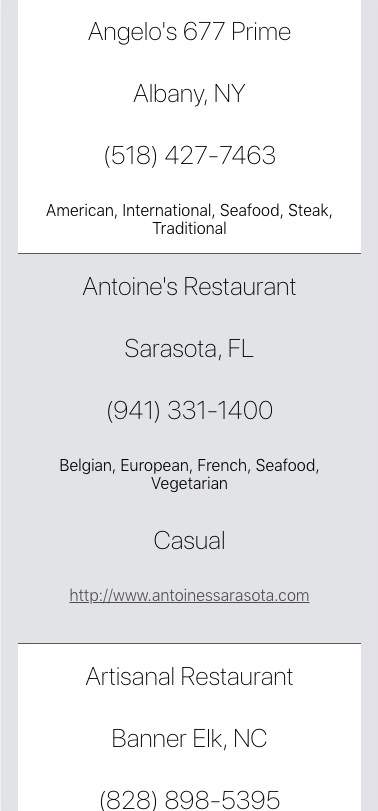 Angelo's 677 Prime
Albany, NY
(518) 427-7463
American, International, Seafood, Steak,
Traditional
Antoine's Restaurant
Sarasota, FL
(941) 331-1400
Belgian, European, French, Seafood,
Vegetarian
Casual
http://www.antoinessarasota.com
Artisanal Restaurant
Banner Elk, NC
(828) 898-5395